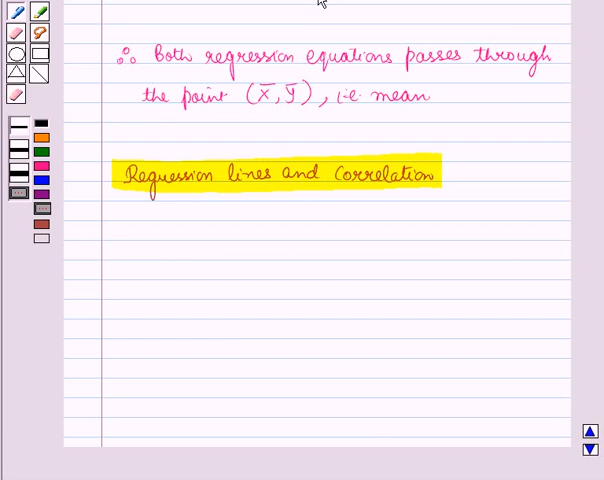 ∴ Both regression equations passes through
the point (x̄, ȳ), i.e. mean
Regression lines and Correlation